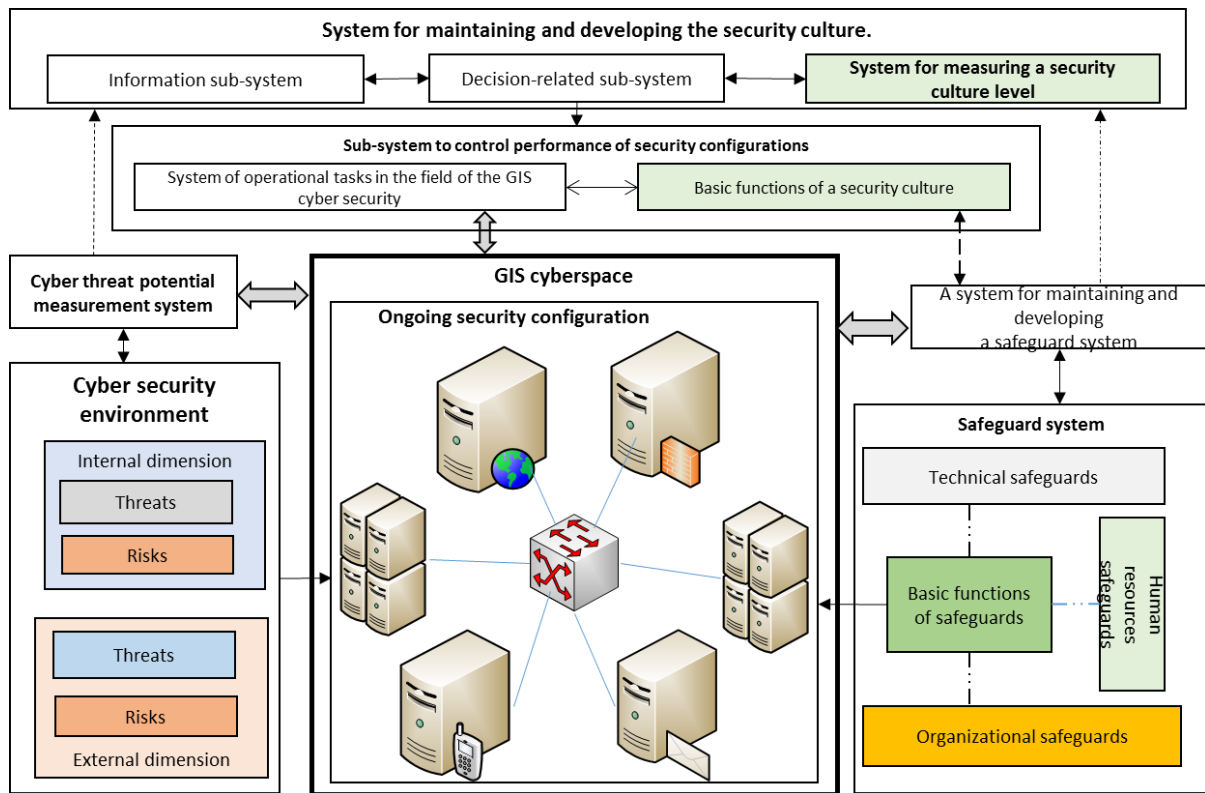 System for maintaining and developing the security culture.
Information sub-system
Decision-related sub-system
System for measuring a security
culture level
Sub-system to control performance of security configurations
System of operational tasks in the field of the GIS
cyber security
Basic functions of a security culture
Cyber threat potential
measurement system
GIS cyberspace
A system for maintaining and
developing
a safeguard system
Ongoing security configuration
Cyber security
environment
Internal dimension
Threats
Risks
Threats
Risks
External dimension
Safeguard system
Technical safeguards
Basic functions
of safeguards
Human
resources
safeguards
Organizational safeguards